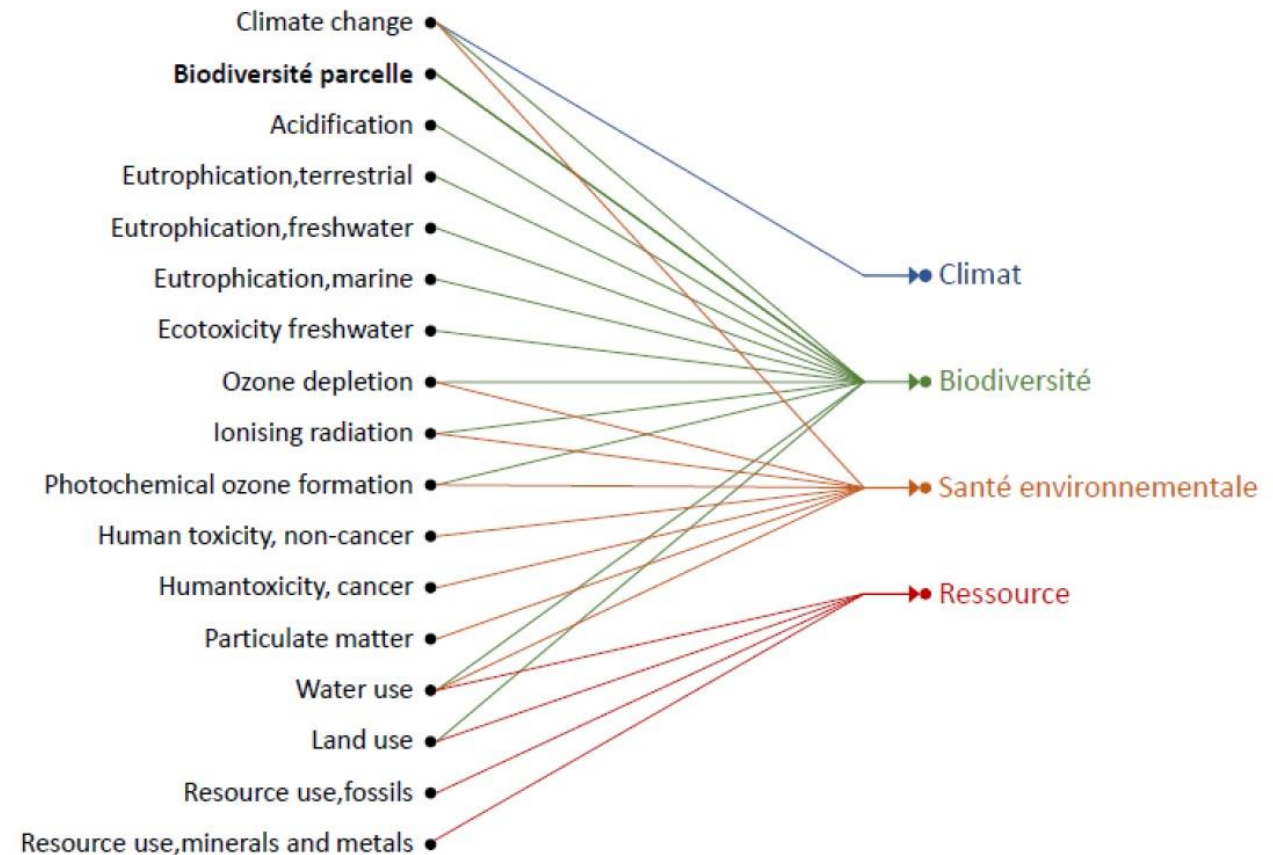 Climate change
Biodiversité parcelle
Acidification
Eutrophication,terrestrial
Eutrophication,freshwater
Eutrophication,marine
Ecotoxicity freshwater
Ozone depletion
Ionising radiation
Photochemical ozone formation
Human toxicity, non-cancer
Humantoxicity, cancer
Particulate matter
Water use
Land use
Resource use,fossils
Resource use,minerals and metals
Climat
Biodiversité
Santé environnementale
Ressource